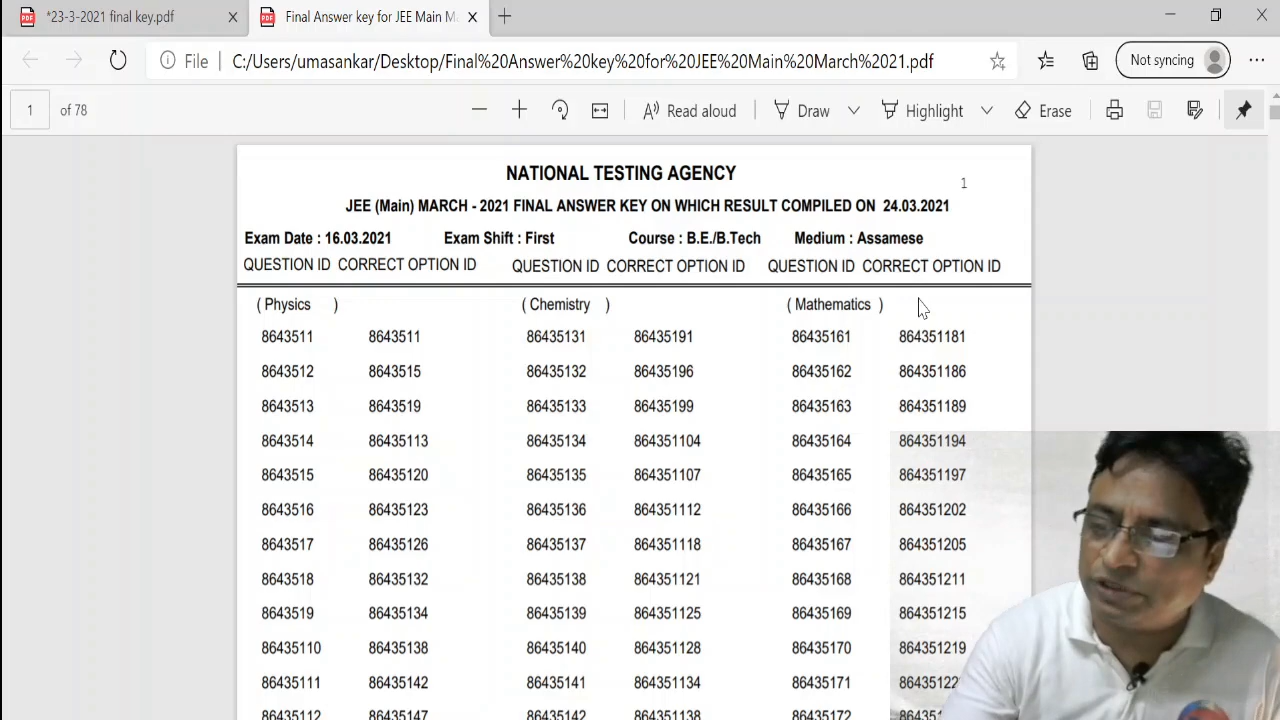 *23-3-2021 final key.pdf
Final Answer key for JEE Main M
File C:/Users/umasankar/Desktop/Final%20Answer%20key%20for%20JEE%20Main%20March%2021.pdf Not syncing
1 of 78 Read aloud Draw Highlight Erase
NATIONAL TESTING AGENCY
1
JEE (Main) MARCH - 2021 FINAL ANSWER KEY ON WHICH RESULT COMPILED ON 24.03.2021
Exam Date : 16.03.2021 Exam Shift : First Course : B.E./B.Tech Medium : Assamese
QUESTION ID CORRECT OPTION ID QUESTION ID CORRECT OPTION ID QUESTION ID CORRECT OPTION ID
( Physics ) ( Chemistry ) ( Mathematics )
8643511 8643511 86435131 86435191 86435161 864351181
8643512 8643515 86435132 86435196 86435162 864351186
8643513 8643519 86435133 86435199 86435163 864351189
8643514 86435113 86435134 864351104 86435164 864351194
8643515 86435120 86435135 864351107 86435165 864351197
8643516 86435123 86435136 864351112 86435166 864351202
8643517 86435126 86435137 864351118 86435167 864351205
8643518 86435132 86435138 864351121 86435168 864351211
8643519 86435134 86435139 864351125 86435169 864351215
86435110 86435138 86435140 864351128 86435170 864351219
86435111 86435142 86435141 864351134 86435171
86435112 86435147 86435142 864351138 86435172